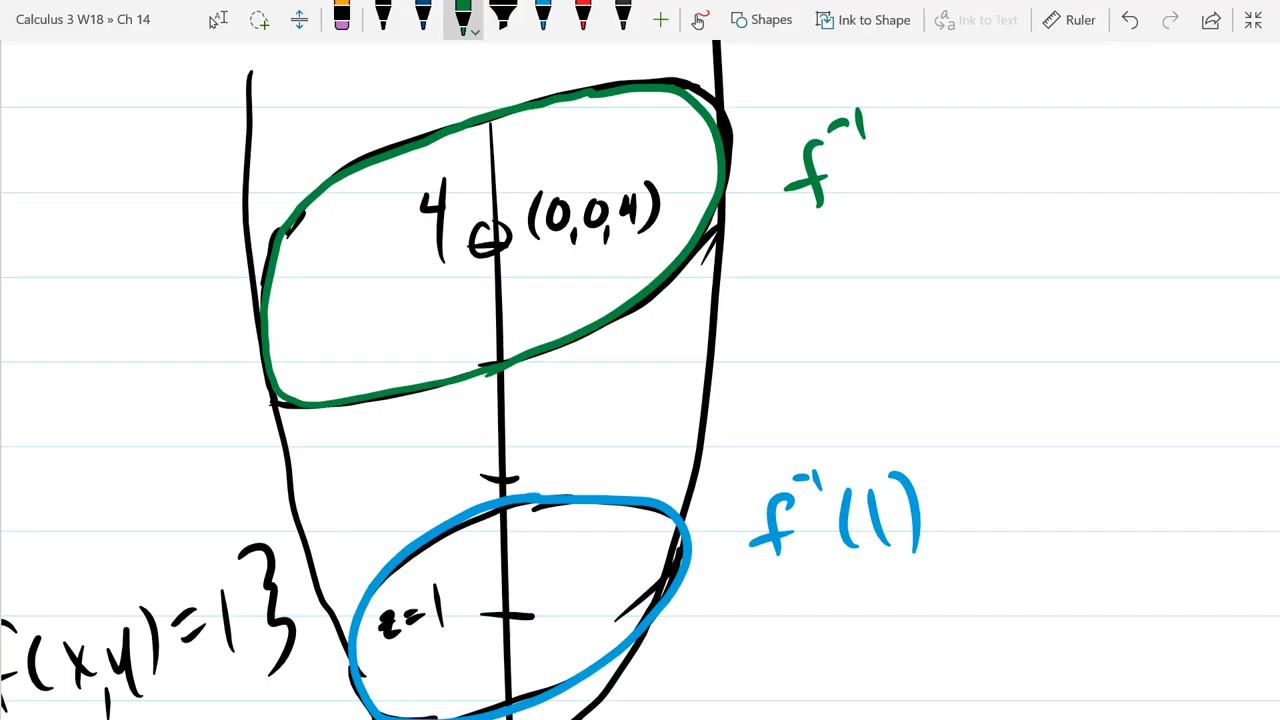 Calculus 3 W18 » Ch 14
Shapes
Ink to Shape
Ink to Text
Ruler
f⁻¹
4 (0,0,4)
f⁻¹(1)
z=1
f(x,y)=1}